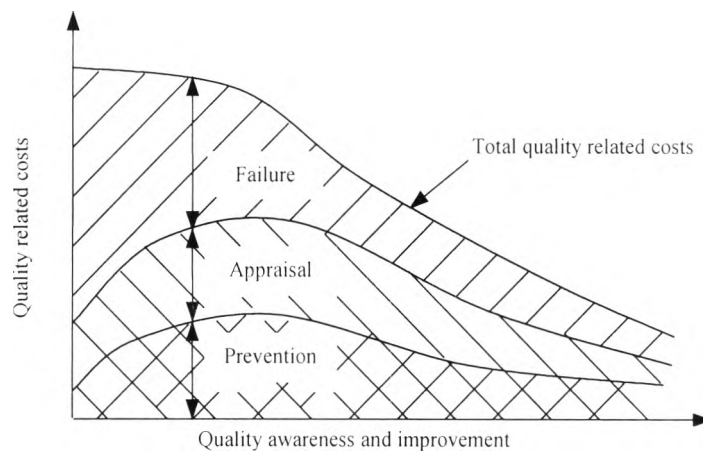 Total quality related costs
Failure
Appraisal
Prevention
Quality related costs
Quality awareness and improvement